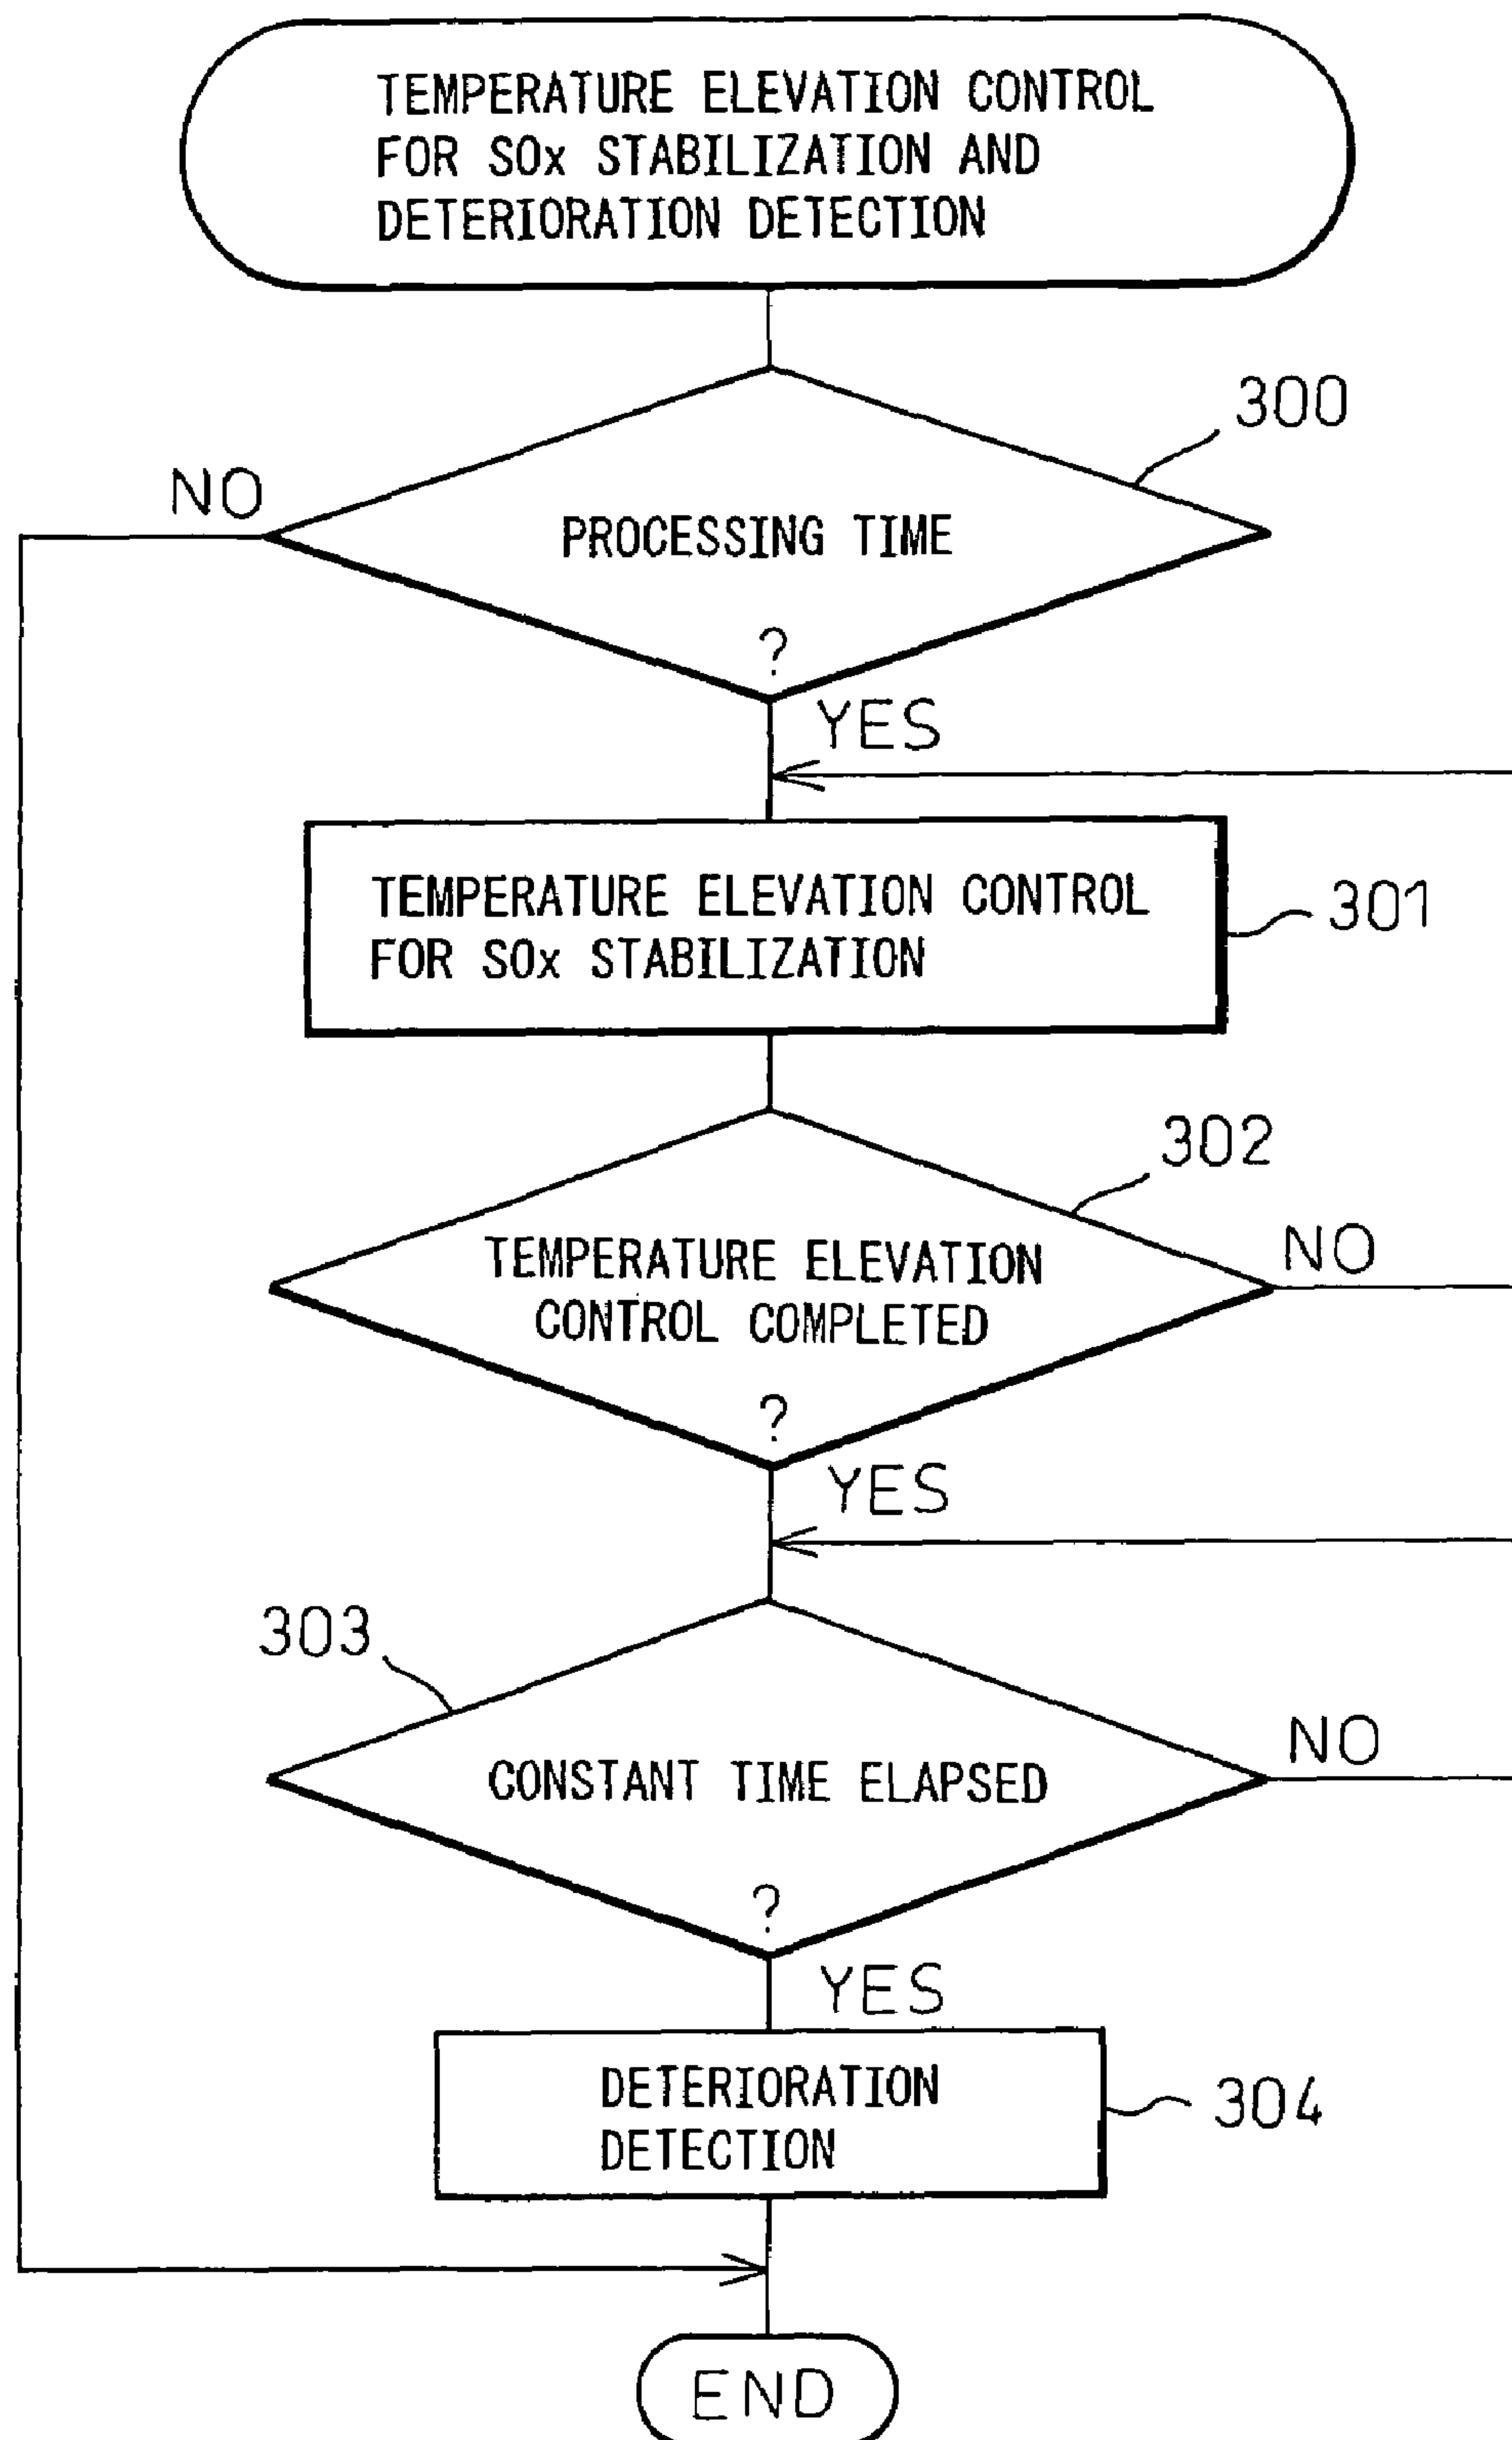 TEMPERATURE ELEVATION CONTROL
FOR SOx STABILIZATION AND
DETERIORATION DETECTION
300
NO
PROCESSING TIME
?
YES
TEMPERATURE ELEVATION CONTROL
FOR SOx STABILIZATION
301
302
NO
TEMPERATURE ELEVATION
CONTROL COMPLETED
?
YES
303
NO
CONSTANT TIME ELAPSED
?
YES
DETERIORATION
DETECTION
304
END